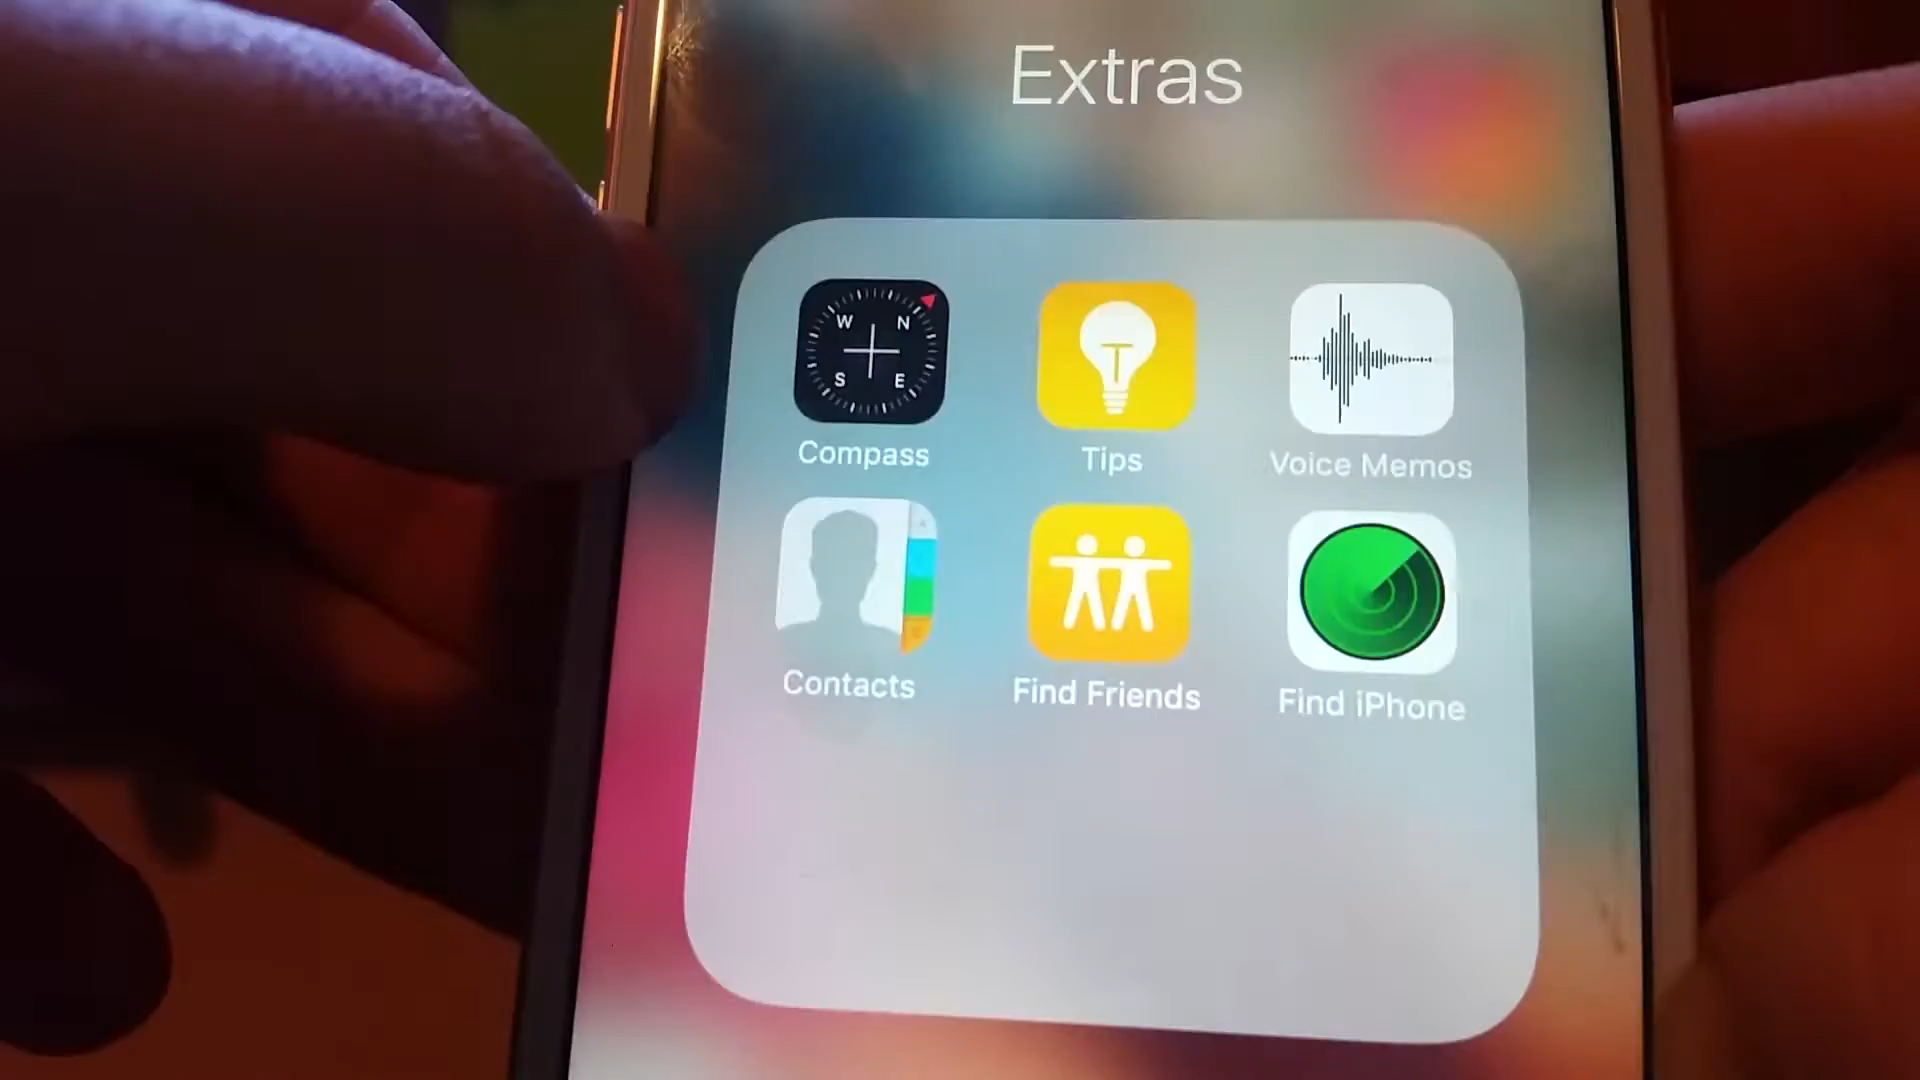 Extras
W N
S E
Compass
Tips
Voice Memos
Contacts
Find Friends
Find iPhone